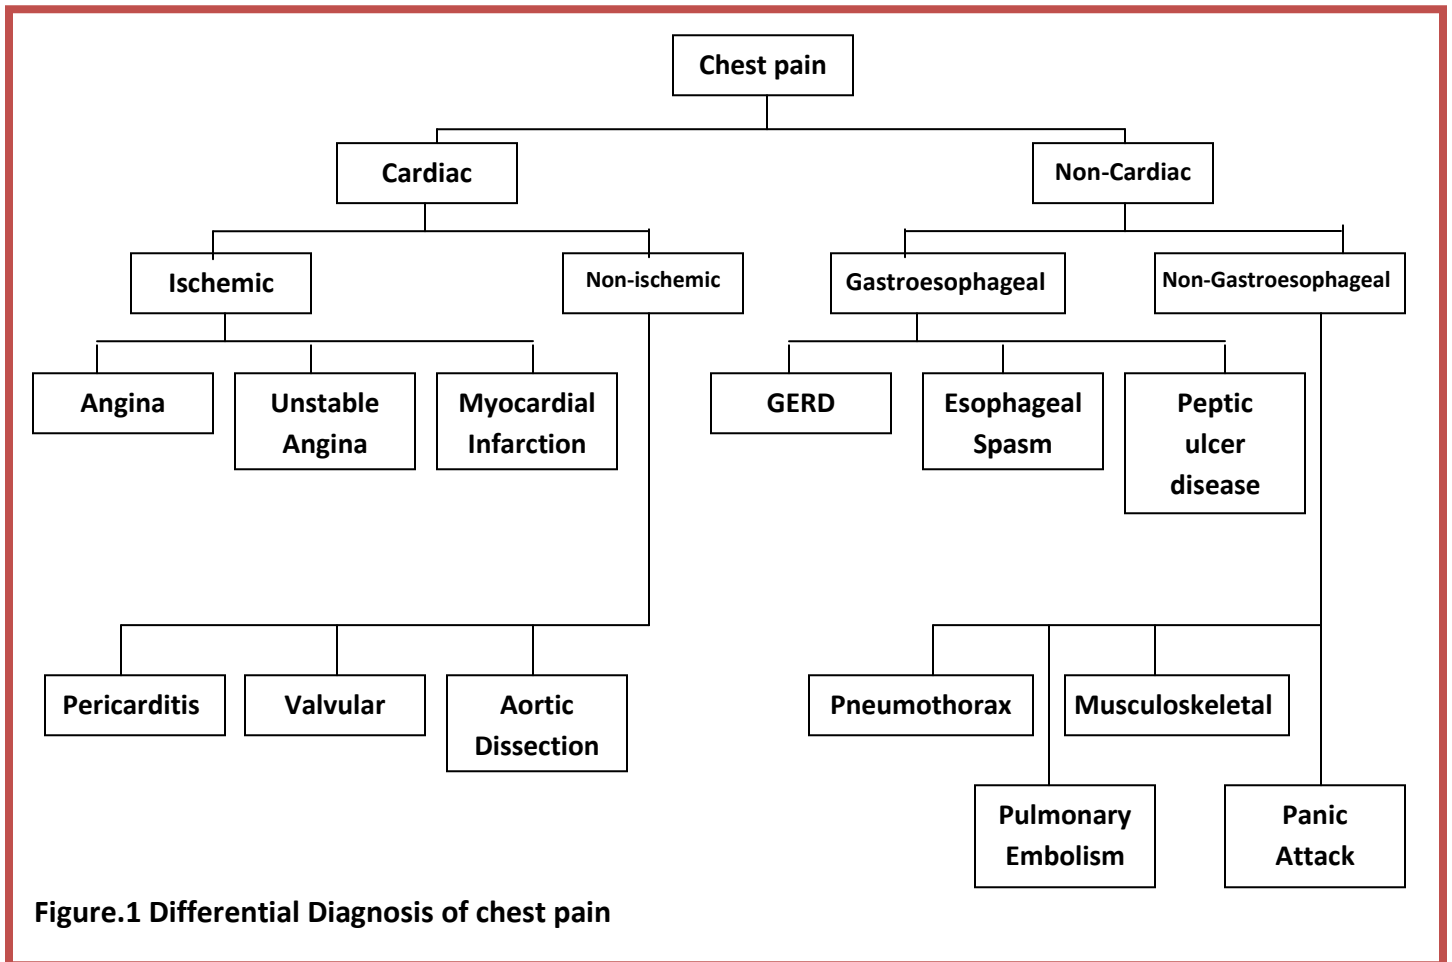 Chest pain
Cardiac
Non-Cardiac
Ischemic
Non-ischemic
Gastroesophageal
Non-Gastroesophageal
Angina
Unstable
Angina
Myocardial
Infarction
GERD
Esophageal
Spasm
Peptic
ulcer
disease
Pericarditis
Valvular
Aortic
Dissection
Pneumothorax
Musculoskeletal
Pulmonary
Embolism
Panic
Attack
Figure.1 Differential Diagnosis of chest pain